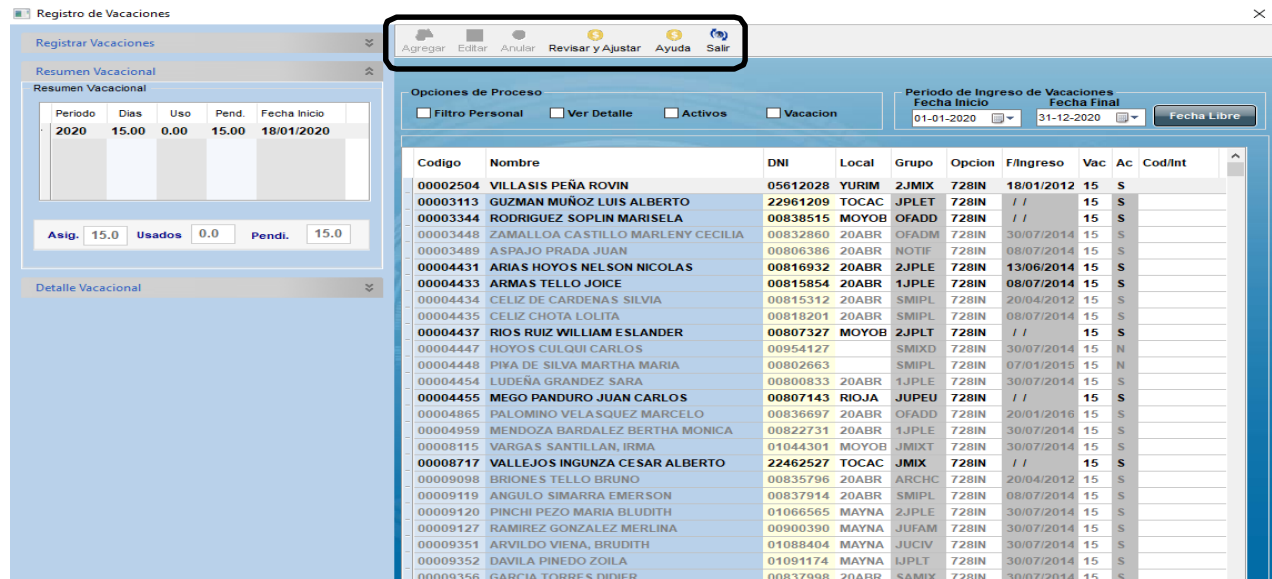 Registro de Vacaciones
Registrar Vacaciones
Resumen Vacacional
Resumen Vacacional
Periodo Dias Uso Pend. Fecha Inicio
2020 15.00 0.00 15.00 18/01/2020
Asig. 15.0 Usados 0.0 Pendi. 15.0
Detalle Vacacional
Agregar Editar Anular Revisar y Ajustar Ayuda Salir
Opciones de Proceso
Filtro Personal Ver Detalle Activos Vacacion
Periodo de Ingreso de Vacaciones
Fecha Inicio Fecha Final
01-01-2020 31-12-2020 Fecha Libre
Codigo Nombre DNI Local Grupo Opcion F/Ingreso Vac Ac Cod/Int
00002504 VILLASIS PEÑA ROVIN 05612028 YURIM 2JMIX 728IN 18/01/2012 15 S
00003113 GUZMAN MUÑOZ LUIS ALBERTO 22961209 TOCAC JPLET 728IN / / 15 S
00003344 RODRIGUEZ SOPLIN MARISELA 00838515 MOYOB OFADD 728IN / / 15 S
00003448 ZAMALLOA CASTILLO MARLENY CECILIA 00832860 20ABR OFADM 728IN 30/07/2014 15 S
00003489 ASPAJO PRADA JUAN 00806386 20ABR NOTIF 728IN 08/07/2014 15 S
00004431 ARIAS HOYOS NELSON NICOLAS 00816932 20ABR 2JPLE 728IN 13/06/2014 15 S
00004433 ARMAS TELLO JOICE 00815854 20ABR 1JPLE 728IN 08/07/2014 15 S
00004434 CELIZ DE CARDENAS SILVIA 00815312 20ABR SMIPL 728IN 20/04/2012 15 S
00004435 CELIZ CHOTA LOLITA 00818201 20ABR SMIPL 728IN 08/07/2014 15 S
00004437 RIOS RUIZ WILLIAM ESLANDER 00807327 MOYOB 2JPLT 728IN / / 15 S
00004447 HOYOS CULQUI CARLOS 00954127 SMIXD 728IN 30/07/2014 15 N
00004448 PI¥A DE SILVA MARTHA MARIA 00802663 SMIPL 728IN 07/01/2015 15 N
00004454 LUDEÑA GRANDEZ SARA 00800833 20ABR 1JPLE 728IN 30/07/2014 15 S
00004455 MEGO PANDURO JUAN CARLOS 00807143 RIOJA JUPEU 728IN / / 15 S
00004865 PALOMINO VELASQUEZ MARCELO 00836697 20ABR OFADD 728IN 20/01/2016 15 S
00004959 MENDOZA BARDALEZ BERTHA MONICA 00822731 20ABR 1JPLE 728IN 30/07/2014 15 S
00008115 VARGAS SANTILLAN, IRMA 01044301 MOYOB JMIXT 728IN 30/07/2014 15 S
00008717 VALLEJOS INGUNZA CESAR ALBERTO 22462527 TOCAC JMIX 728IN / / 15 S
00009098 BRIONES TELLO BRUNO 00835796 20ABR ARCHC 728IN 20/04/2012 15 S
00009119 ANGULO SIMARRA EMERSON 00837914 20ABR SMIPL 728IN 08/07/2014 15 S
00009120 PINCHI PEZO MARIA BLUDITH 01066565 MAYNA 2JPLE 728IN 30/07/2014 15 S
00009127 RAMIREZ GONZALEZ MERLINA 00900390 MAYNA JUFAM 728IN 30/07/2014 15 S
00009351 ARVILDO VIENA, BRUDITH 01088404 MAYNA JUCIV 728IN 30/07/2014 15 S
00009352 DAVILA PINEDO ZOILA 01091174 MAYNA IJPLT 728IN 30/07/2014 15 S
00009356 GARCIA TORRES DIDIER 00837998 20ABR SAMIX 728IN 30/07/2014 15 S